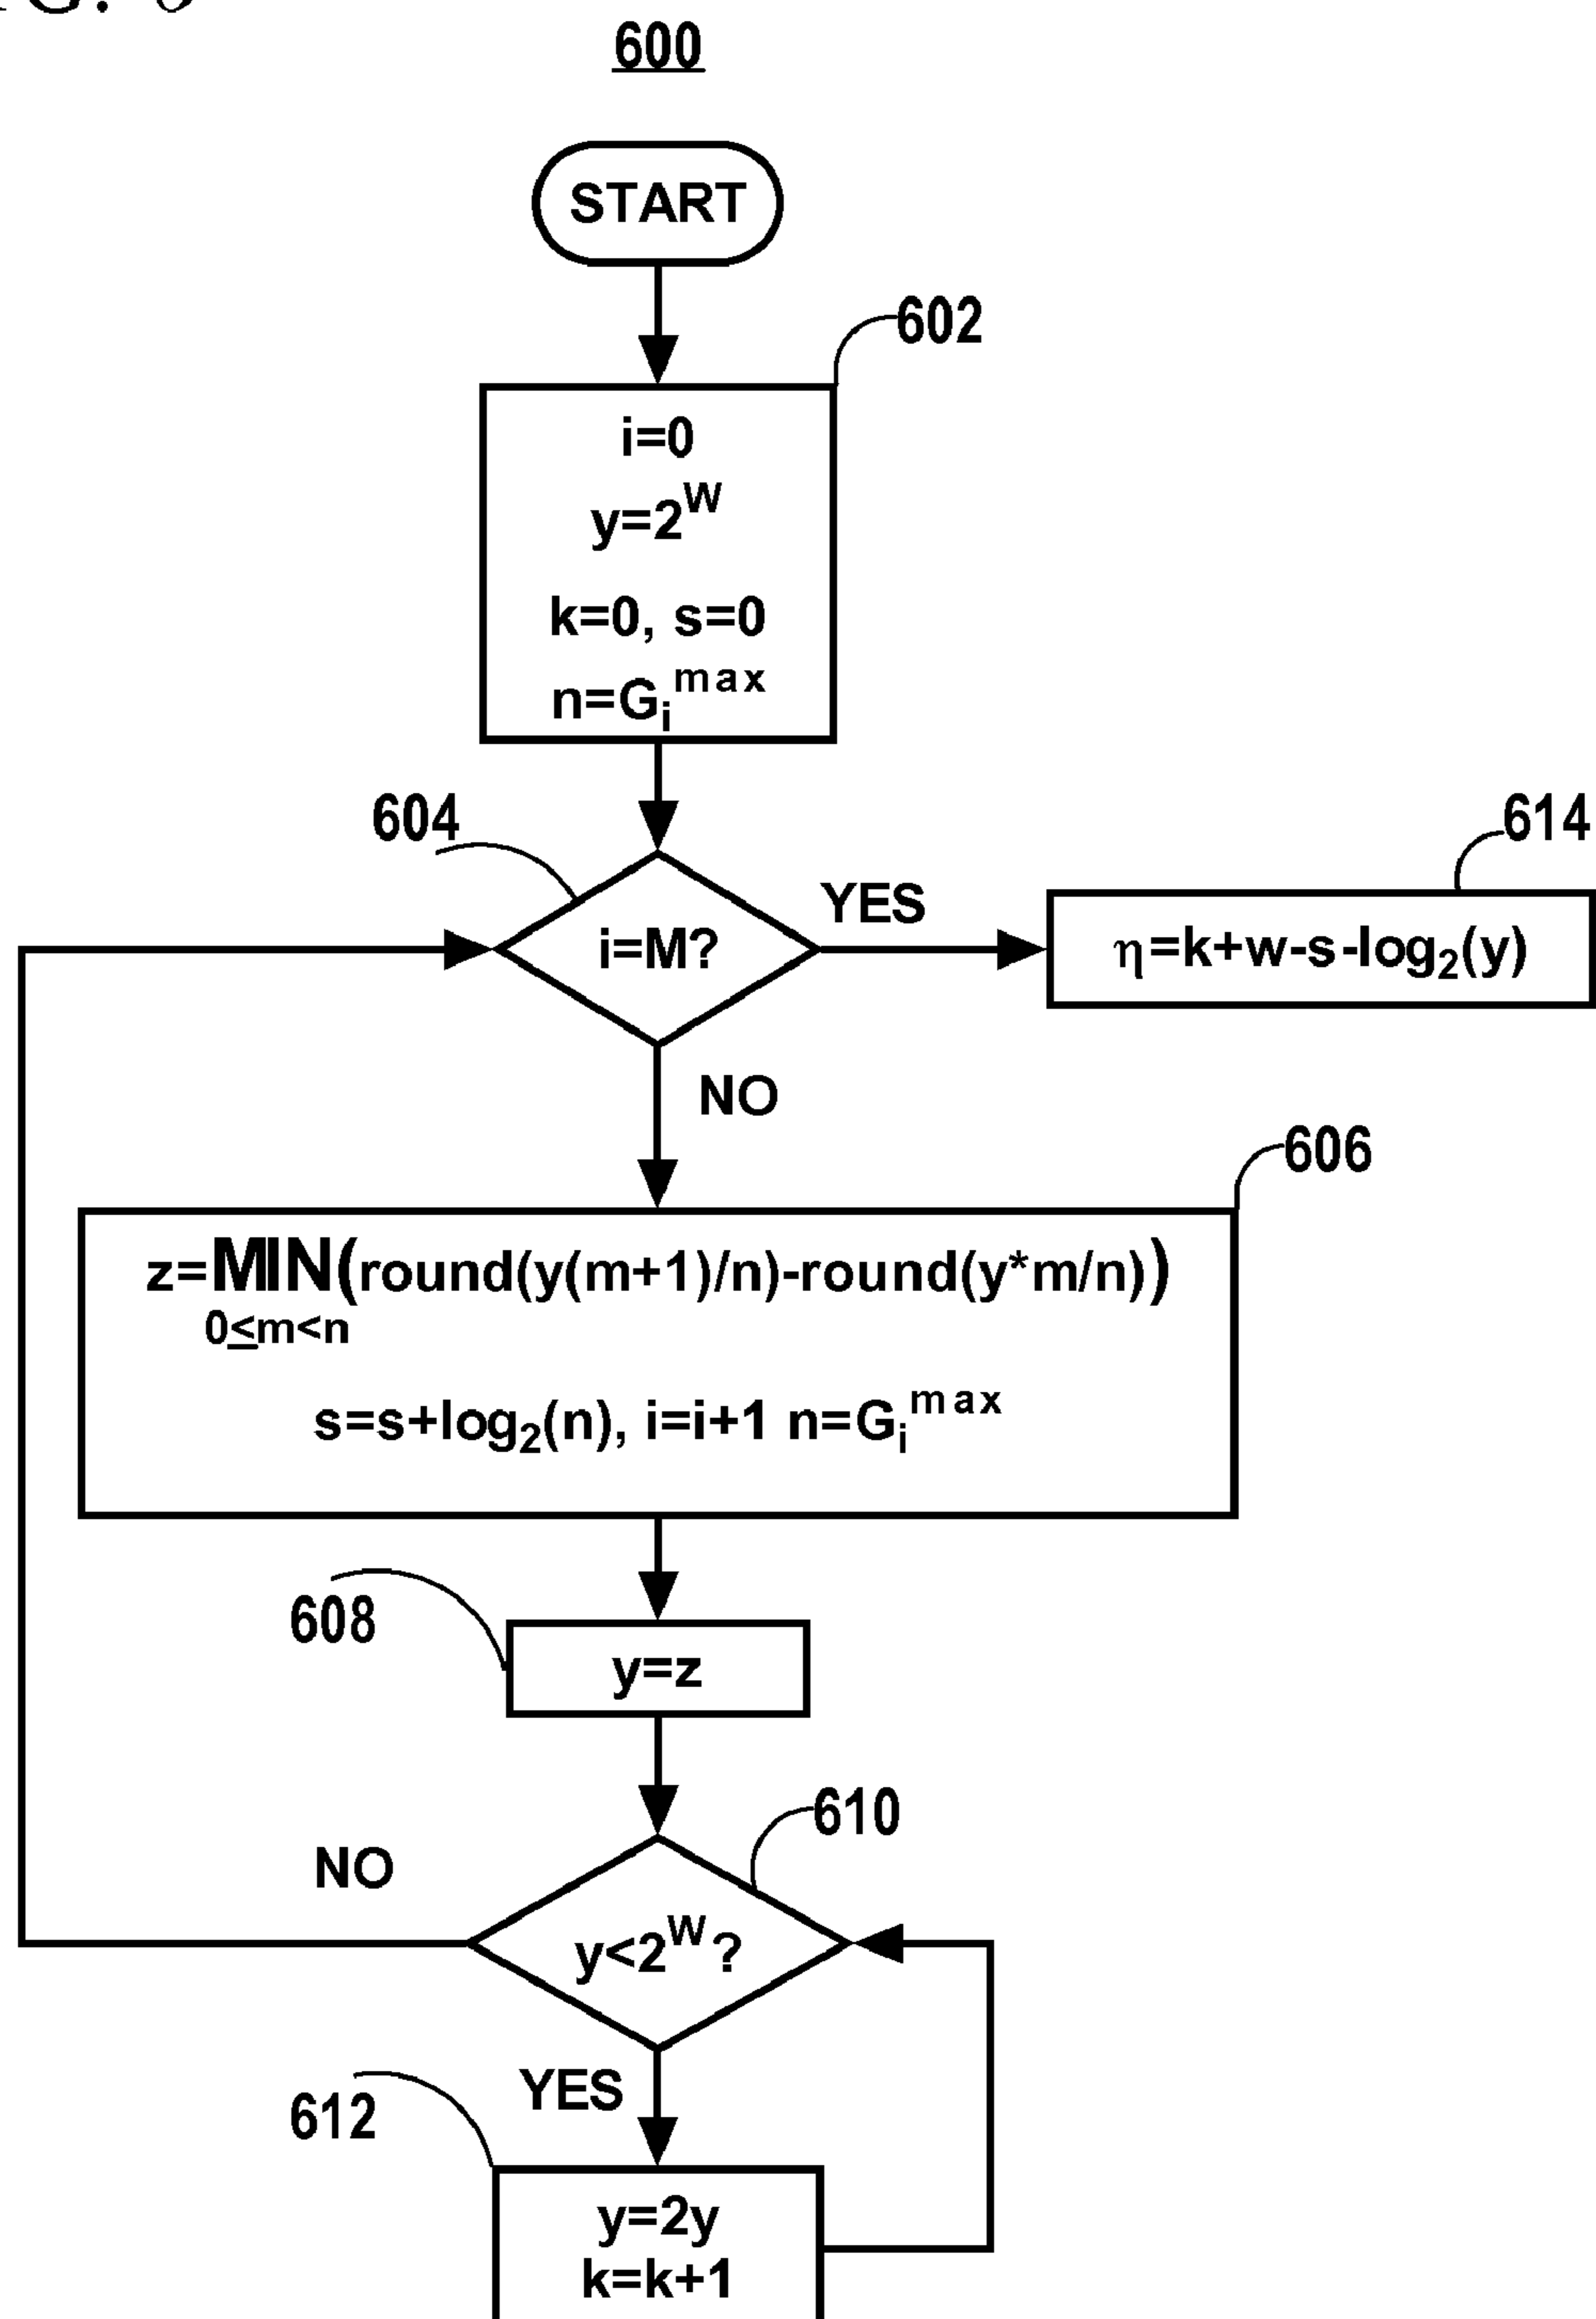 600
START
602
i=0
y=2^W
k=0, s=0
n=G_i^max
604
614
i=M?
YES
η=k+w-s-log₂(y)
NO
606
z=MIN(round(y(m+1)/n)-round(y*m/n))
0≤m<n
s=s+log₂(n), i=i+1 n=G_i^max
608
y=z
610
NO
y<2^W?
YES
612
y=2y
k=k+1